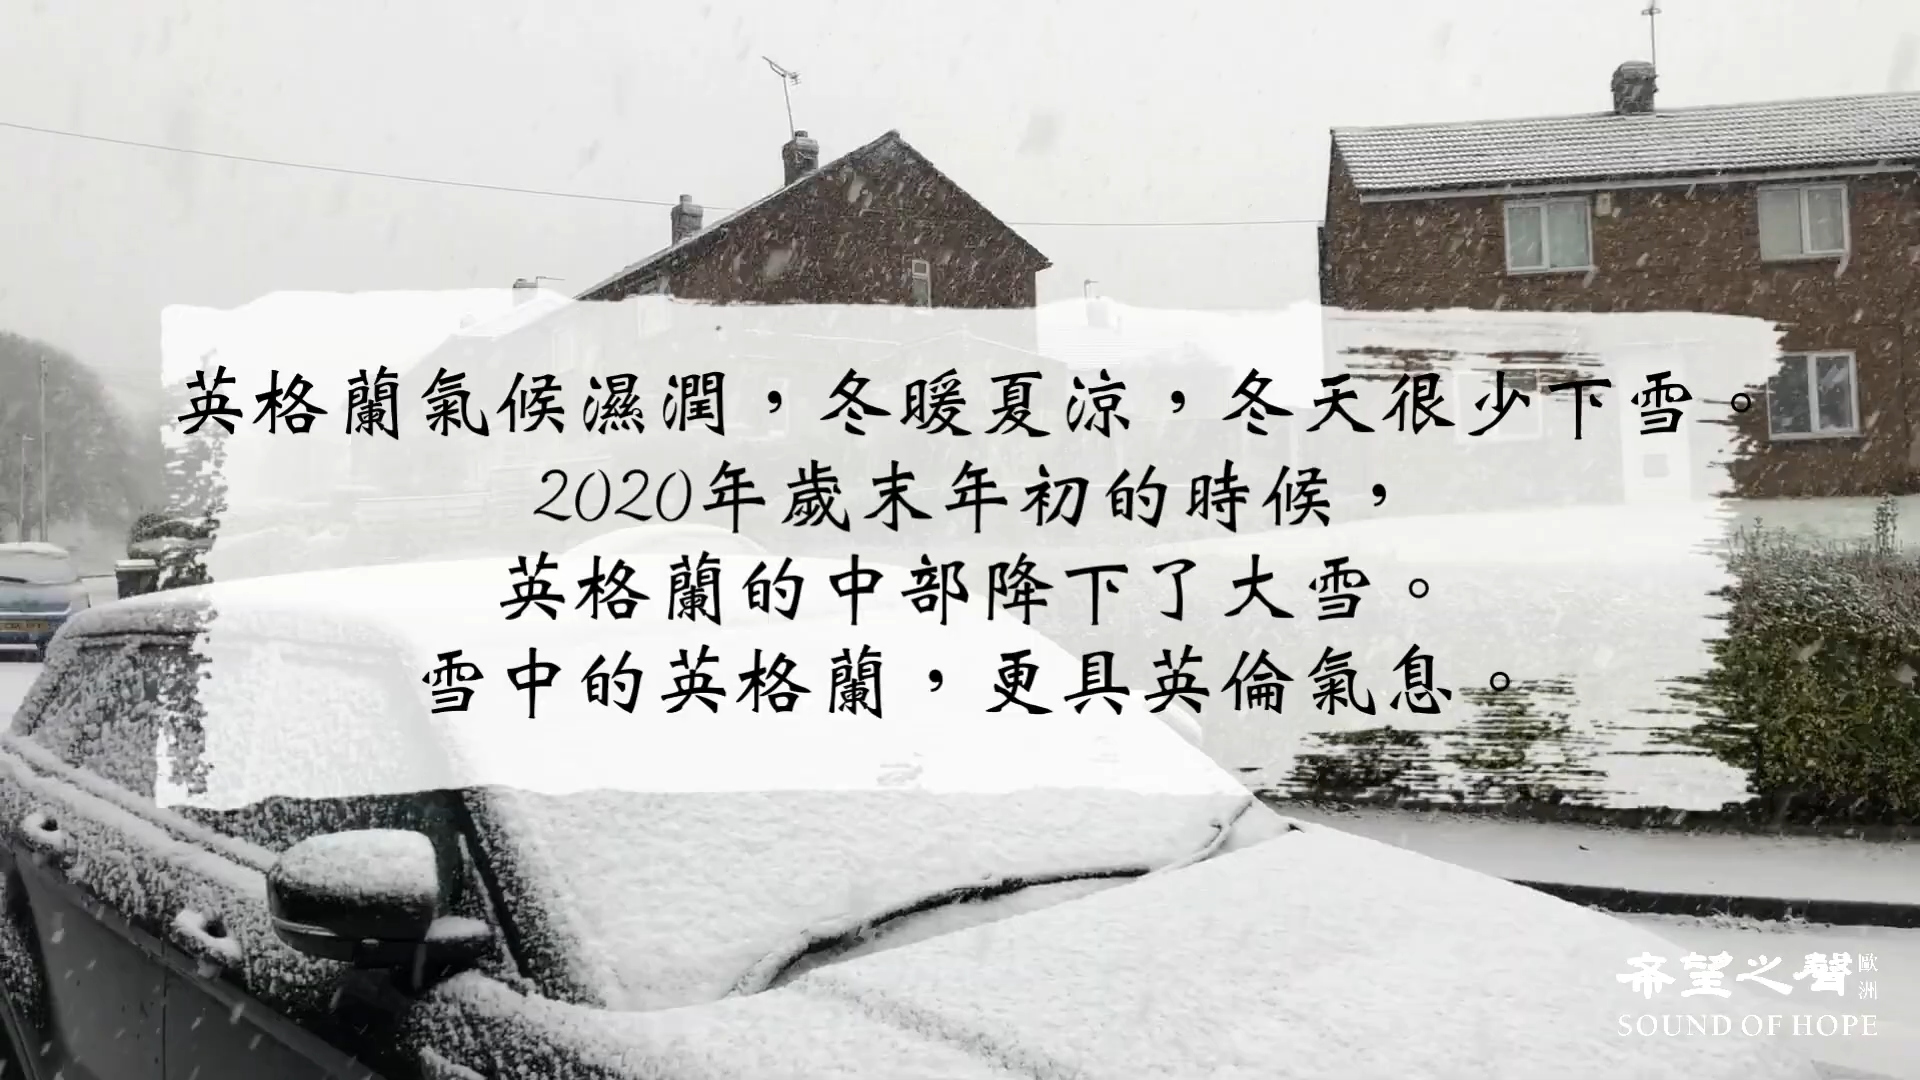 英格蘭氣候濕潤，冬暖夏涼，冬天很少下雪。
2020年歲末年初的時候，
英格蘭的中部降下了大雪。
雪中的英格蘭，更具英倫氣息。
希望之聲 歐洲
SOUND OF HOPE